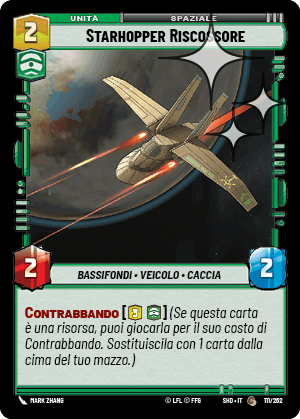 2
UNITÀ
SPAZIALE
STARHOPPER RISCOSSORE
2
2
BASSIFONDI • VEICOLO • CACCIA
CONTRABBANDO [3 ] (Se questa carta
è una risorsa, puoi giocarla per il suo costo di
Contrabbando. Sostituiscila con 1 carta dalla
cima del tuo mazzo.)
MARK ZHANG
© LFL © FFG
SHD • IT
111/262